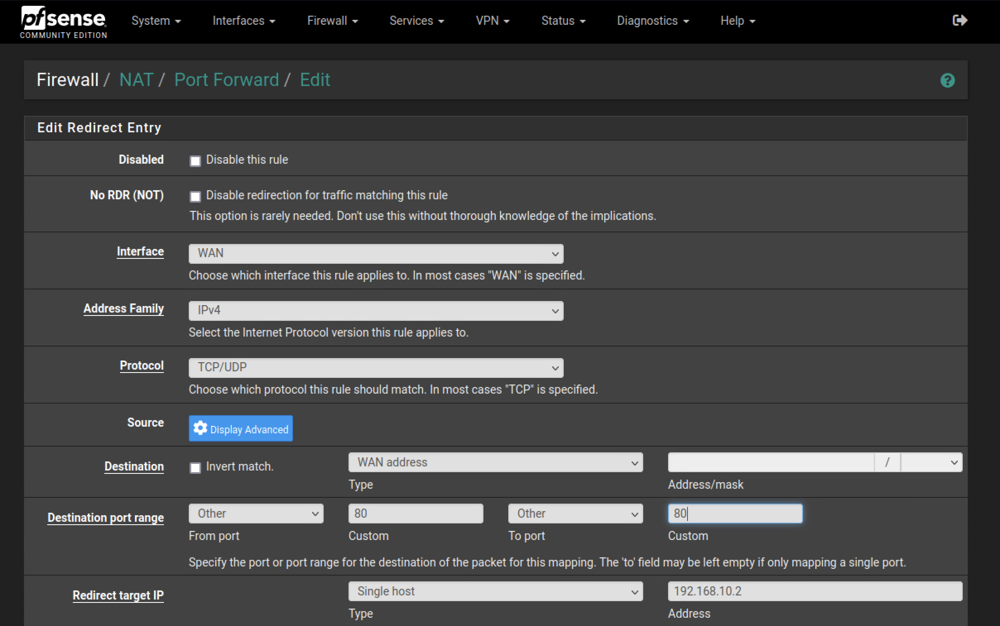 pfsense
COMMUNITY EDITION
System Interfaces Firewall Services VPN Status Diagnostics Help
Firewall / NAT / Port Forward / Edit
?
Edit Redirect Entry
Disabled Disable this rule
No RDR (NOT) Disable redirection for traffic matching this rule
This option is rarely needed. Don't use this without thorough knowledge of the implications.
Interface WAN
Choose which interface this rule applies to. In most cases "WAN" is specified.
Address Family IPv4
Select the Internet Protocol version this rule applies to.
Protocol TCP/UDP
Choose which protocol this rule should match. In most cases "TCP" is specified.
Source Display Advanced
Destination Invert match. WAN address /
Type Address/mask
Destination port range Other 80 Other 80
From port Custom To port Custom
Specify the port or port range for the destination of the packet for this mapping. The 'to' field may be left empty if only mapping a single port.
Redirect target IP Single host 192.168.10.2
Type Address